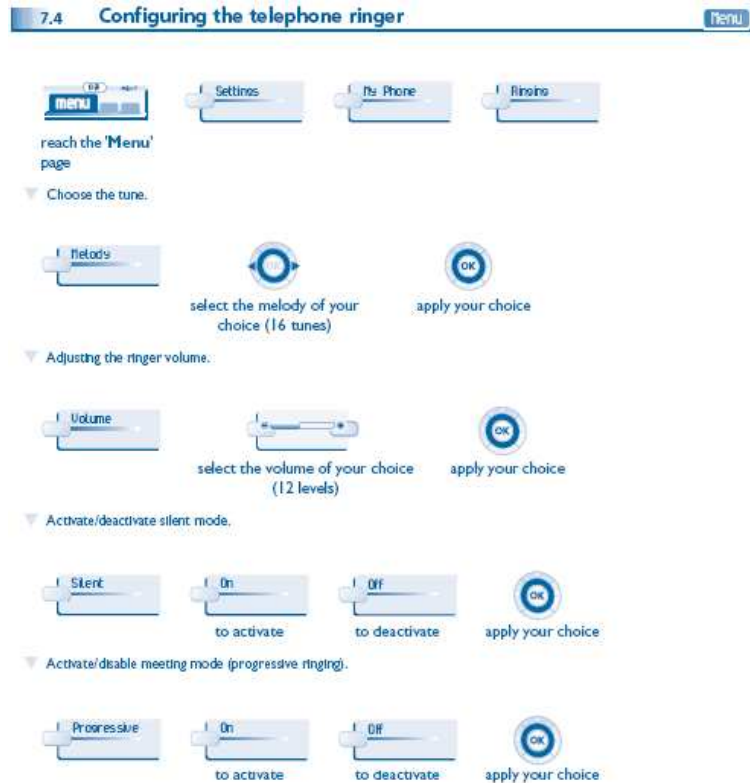 7.4 Configuring the telephone ringer Menu
menu
Settings My Phone Ringing
reach the 'Menu'
page
Choose the tune.
Melody OK OK
select the melody of your apply your choice
choice (16 tunes)
Adjusting the ringer volume.
Volume OK
select the volume of your choice apply your choice
(12 levels)
Activate/deactivate silent mode.
Silent On Off OK
to activate to deactivate apply your choice
Activate/disable meeting mode (progressive ringing).
Progressive On Off OK
to activate to deactivate apply your choice